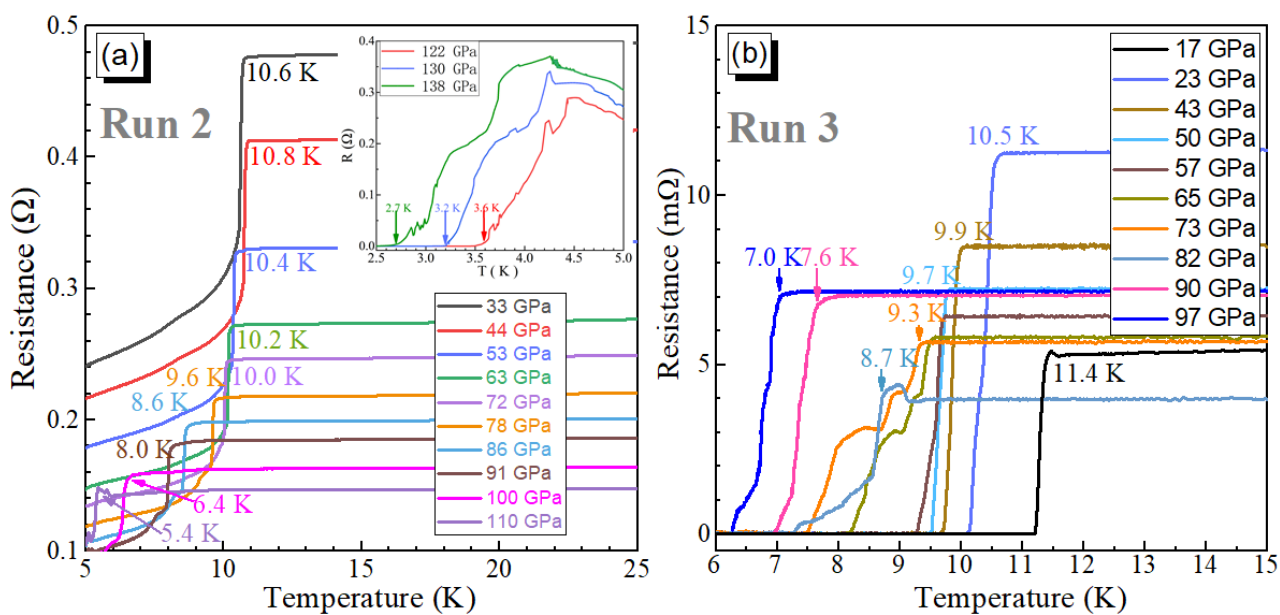 (a)
Run 2
Resistance (Ω)
0.5
0.4
0.3
0.2
0.1
10.6 K
10.8 K
10.4 K
10.2 K
10.0 K
9.6 K
8.6 K
8.0 K
6.4 K
5.4 K
33 GPa
44 GPa
53 GPa
63 GPa
72 GPa
78 GPa
86 GPa
91 GPa
100 GPa
110 GPa
5 10 15 20 25
Temperature (K)
122 GPa
130 GPa
138 GPa
R (Ω)
0.4
0.3
0.2
0.1
0.0
2.7 K 3.2 K 3.6 K
2.5 3.0 3.5 4.0 4.5 5.0
T ( K )
(b)
Run 3
Resistance (mΩ)
15
10
5
0
10.5 K
9.9 K
9.7 K
7.0 K 7.6 K
9.3 K
8.7 K
11.4 K
17 GPa
23 GPa
43 GPa
50 GPa
57 GPa
65 GPa
73 GPa
82 GPa
90 GPa
97 GPa
6 7 8 9 10 11 12 13 14 15
Temperature (K)